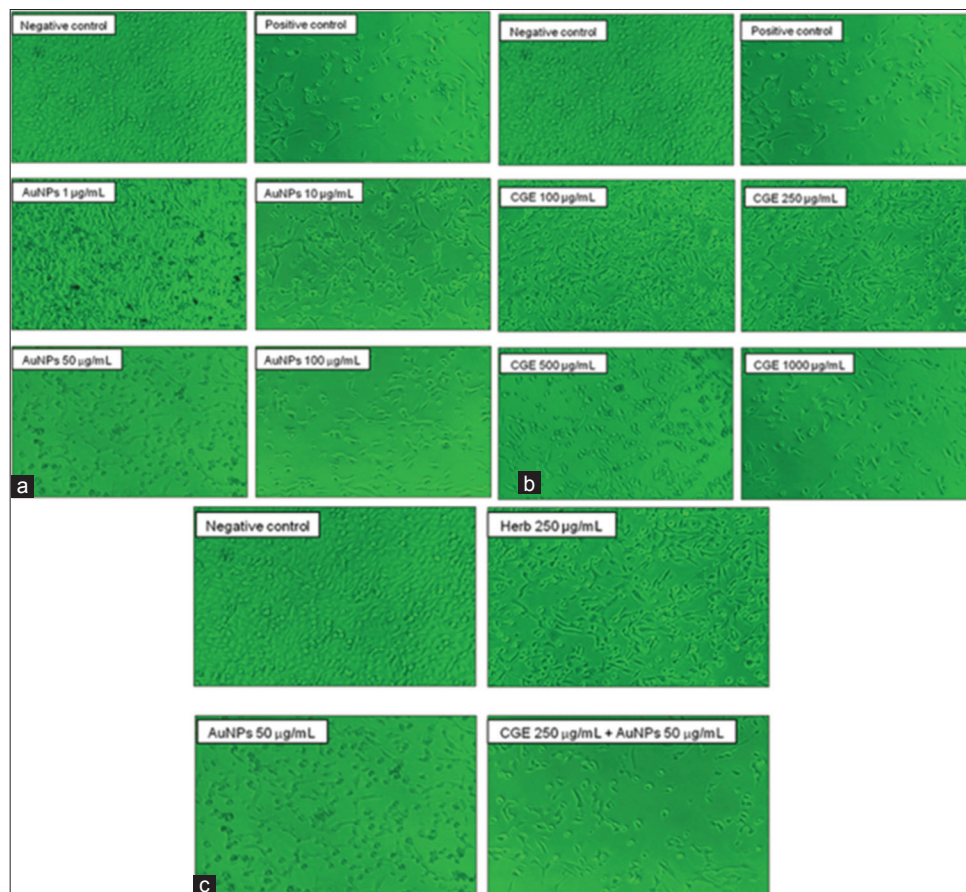 Negative control
Positive control
AuNPs 1 µg/mL
AuNPs 10 µg/mL
AuNPs 50 µg/mL
AuNPs 100 µg/mL
a
Negative control
Positive control
CGE 100 µg/mL
CGE 250 µg/mL
CGE 500 µg/mL
CGE 1000 µg/mL
b
Negative control
Herb 250 µg/mL
AuNPs 50 µg/mL
CGE 250 µg/mL + AuNPs 50 µg/mL
c